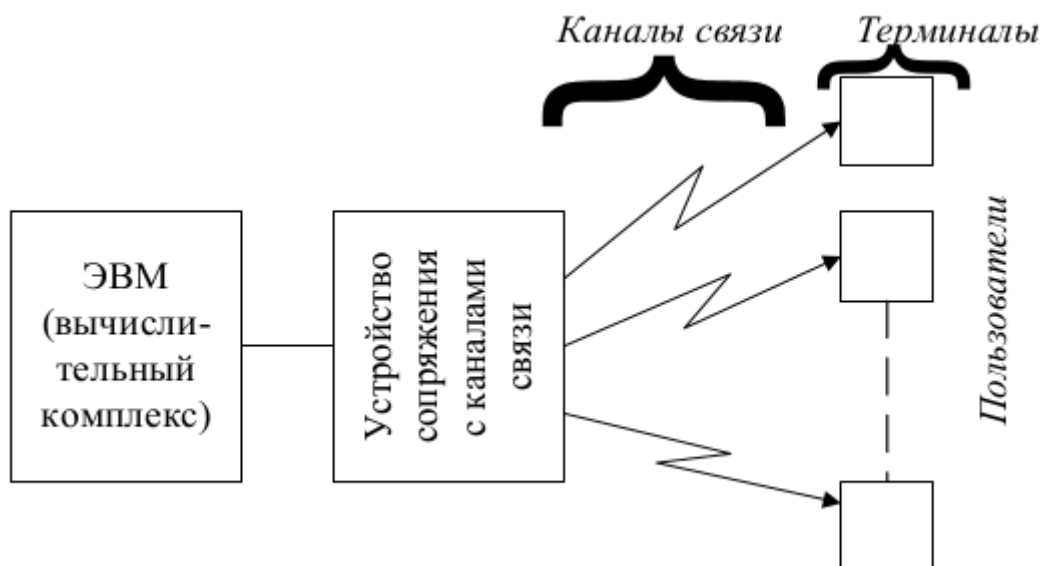 Каналы связи
Терминалы
ЭВМ
(вычисли-
тельный
комплекс)
Устройство
сопряжения
с каналами
связи
Пользователи